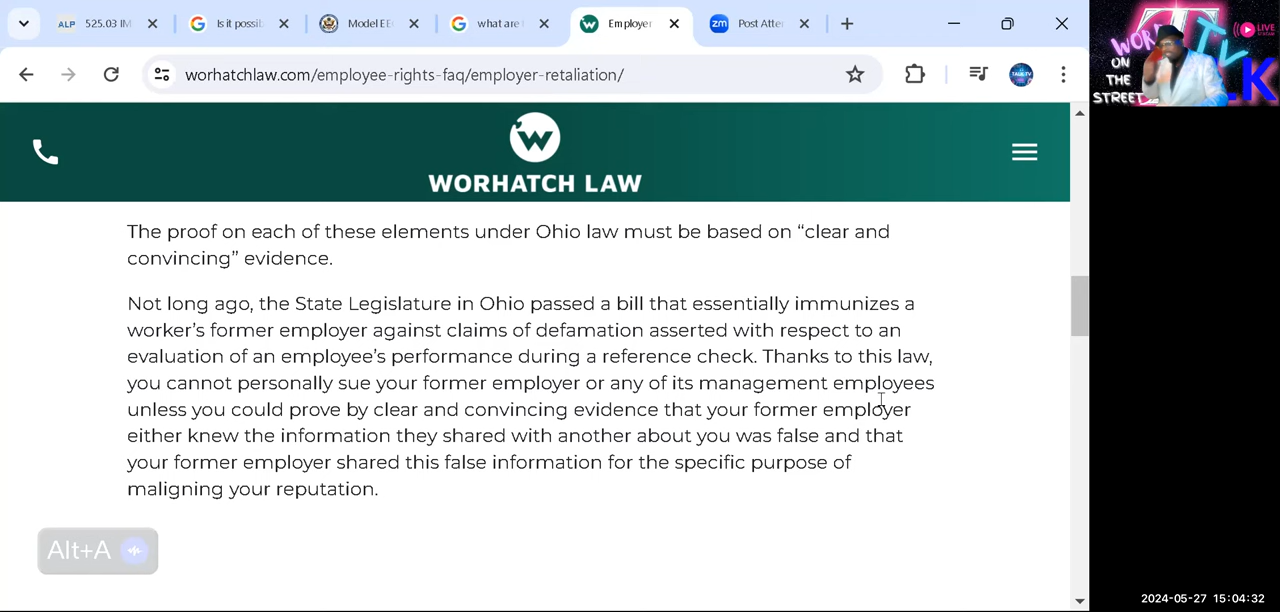 ALP 525.03 IM
Is it possib
Model EE
what are
Employer
zm Post Atter
worhatchlaw.com/employee-rights-faq/employer-retaliation/
WORHATCH LAW
The proof on each of these elements under Ohio law must be based on “clear and
convincing” evidence.
Not long ago, the State Legislature in Ohio passed a bill that essentially immunizes a
worker’s former employer against claims of defamation asserted with respect to an
evaluation of an employee’s performance during a reference check. Thanks to this law,
you cannot personally sue your former employer or any of its management employees
unless you could prove by clear and convincing evidence that your former employer
either knew the information they shared with another about you was false and that
your former employer shared this false information for the specific purpose of
maligning your reputation.
Alt+A
LIVE
WORD
ON
THE
STREET
TV
2024-05-27 15:04:32